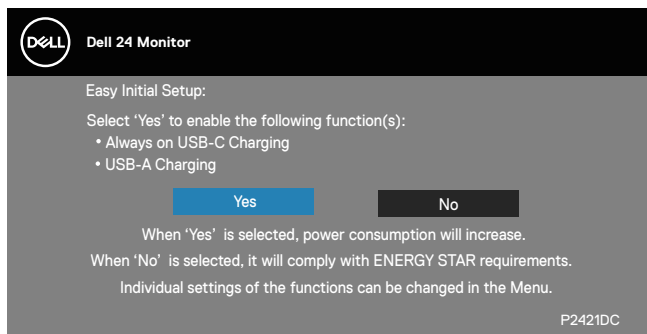 DELL
Dell 24 Monitor
Easy Initial Setup:
Select ‘Yes’ to enable the following function(s):
• Always on USB-C Charging
• USB-A Charging
Yes
No
When ‘Yes’ is selected, power consumption will increase.
When ‘No’ is selected, it will comply with ENERGY STAR requirements.
Individual settings of the functions can be changed in the Menu.
P2421DC